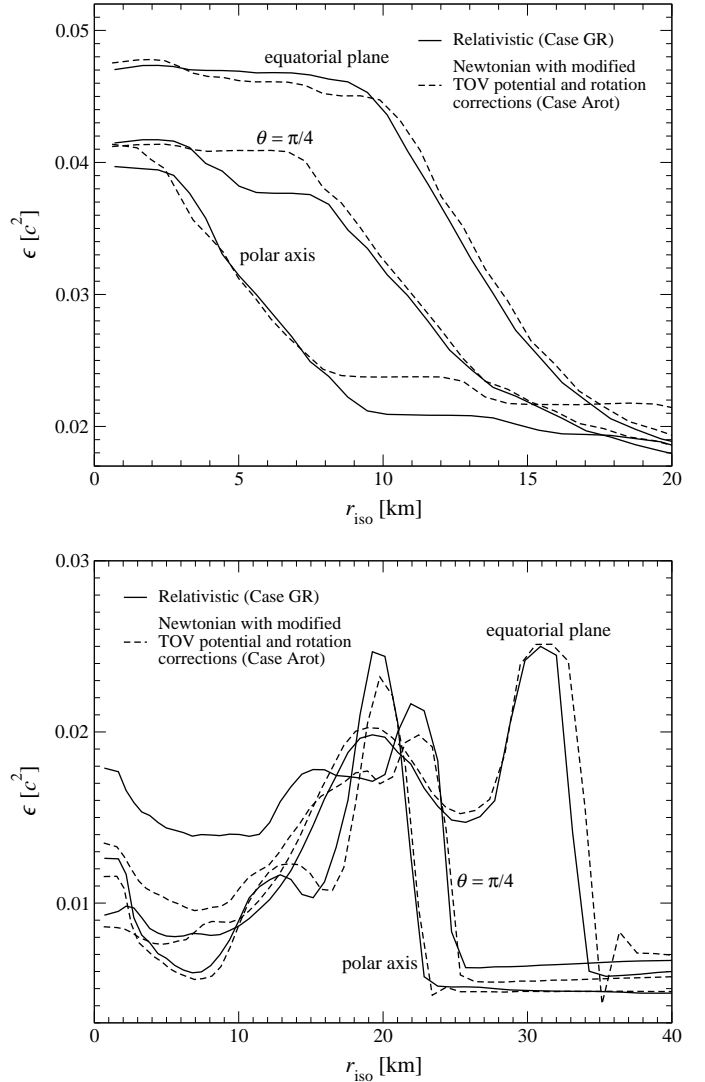 0.05
0.04
0.03
0.02
ϵ [c²]
equatorial plane
θ = π/4
polar axis
Relativistic (Case GR)
Newtonian with modified
TOV potential and rotation
corrections (Case Arot)
0 5 10 15 20
r_iso [km]
0.03
0.02
0.01
ϵ [c²]
Relativistic (Case GR)
Newtonian with modified
TOV potential and rotation
corrections (Case Arot)
equatorial plane
θ = π/4
polar axis
0 10 20 30 40
r_iso [km]